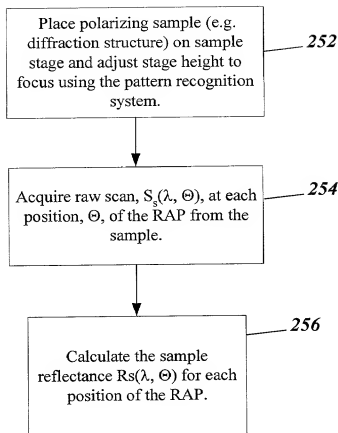 Place polarizing sample (e.g.
diffraction structure) on sample
stage and adjust stage height to
focus using the pattern recognition
system.
252
Acquire raw scan, Sₛ(λ, Θ), at each
position, Θ, of the RAP from the
sample.
254
Calculate the sample
reflectance Rs(λ, Θ) for each
position of the RAP.
256